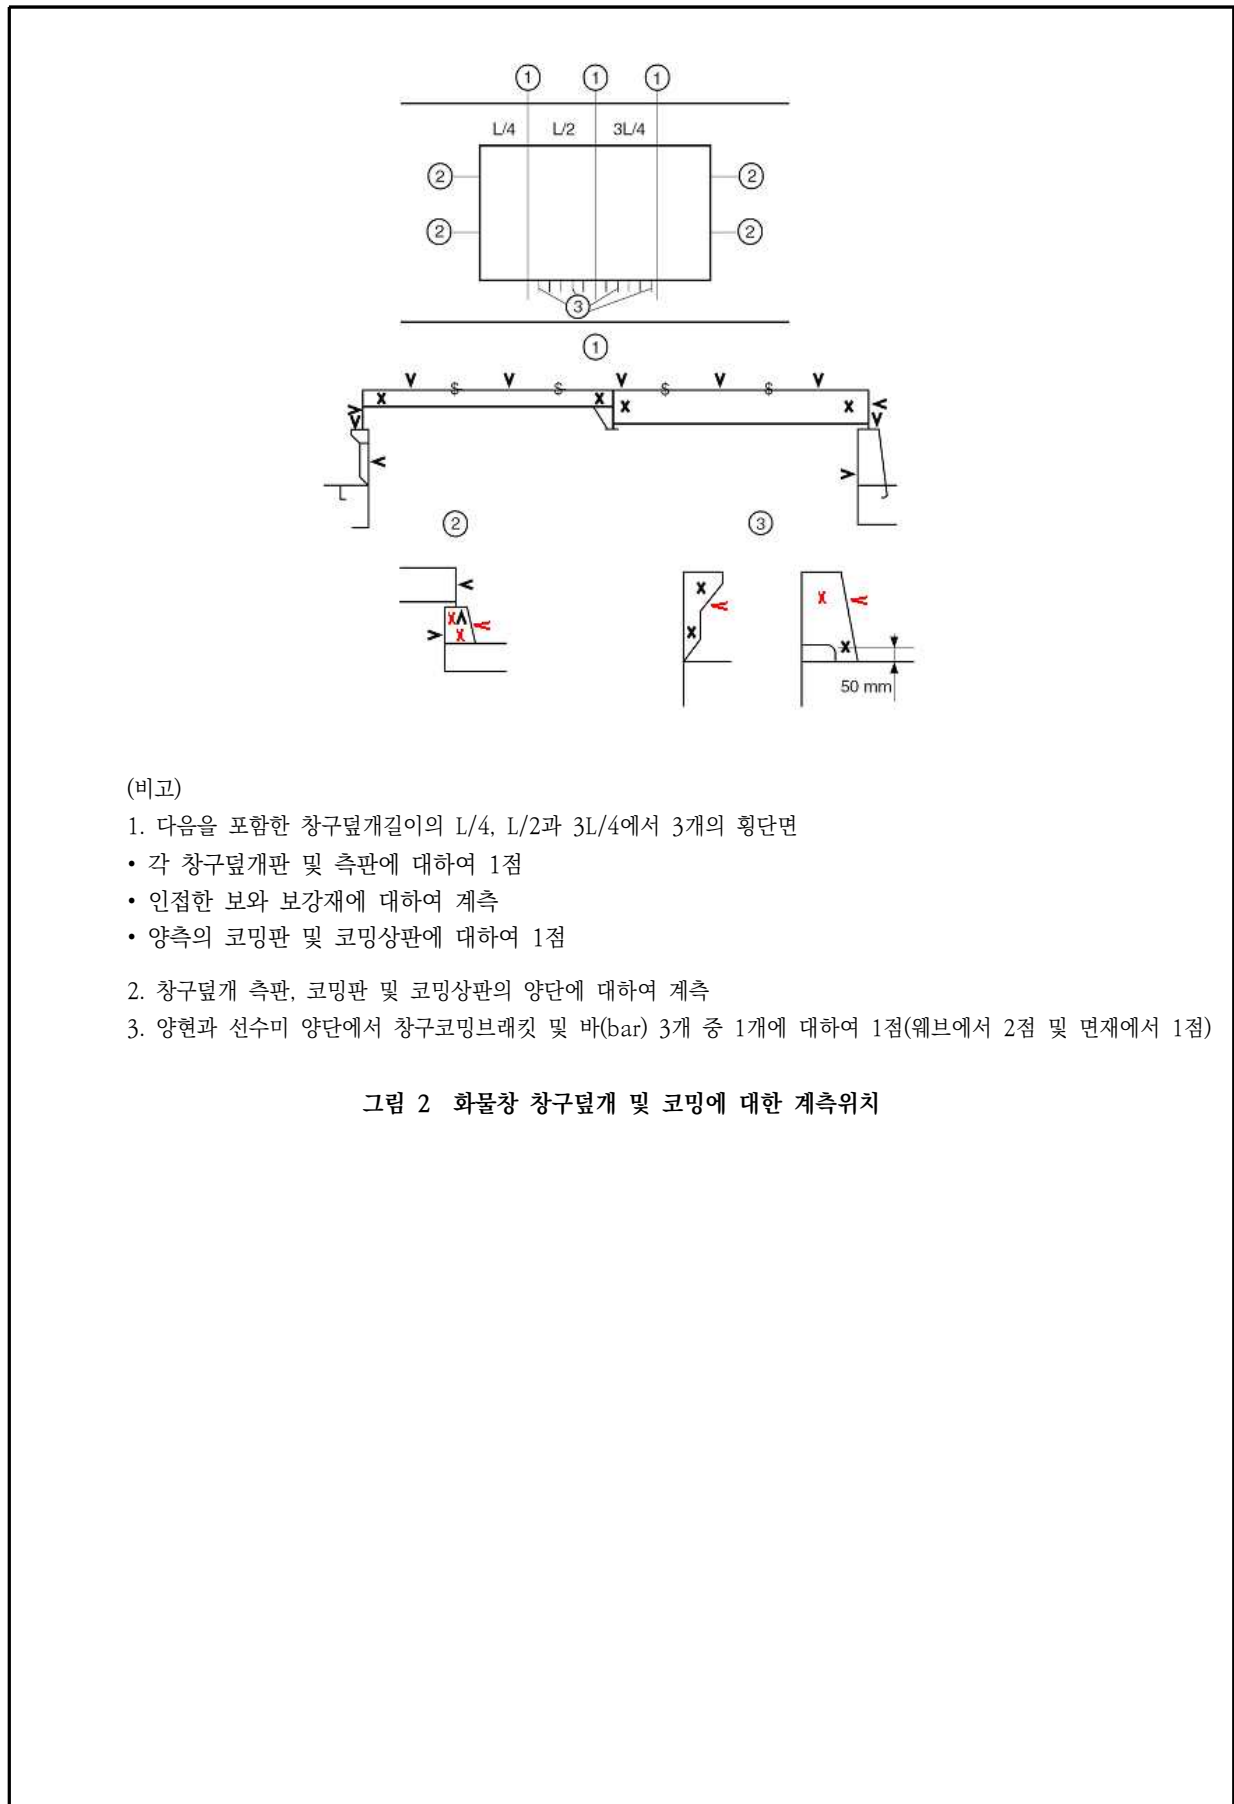 ① ① ①
L/4 L/2 3L/4
② ②
② ②
③
①
② ③
50 mm
(비고)
1. 다음을 포함한 창구덮개길이의 L/4, L/2과 3L/4에서 3개의 횡단면
• 각 창구덮개판 및 측판에 대하여 1점
• 인접한 보와 보강재에 대하여 계측
• 양측의 코밍판 및 코밍상판에 대하여 1점
2. 창구덮개 측판, 코밍판 및 코밍상판의 양단에 대하여 계측
3. 양현과 선수미 양단에서 창구코밍브래킷 및 바(bar) 3개 중 1개에 대하여 1점(웨브에서 2점 및 면재에서 1점)
그림 2 화물창 창구덮개 및 코밍에 대한 계측위치